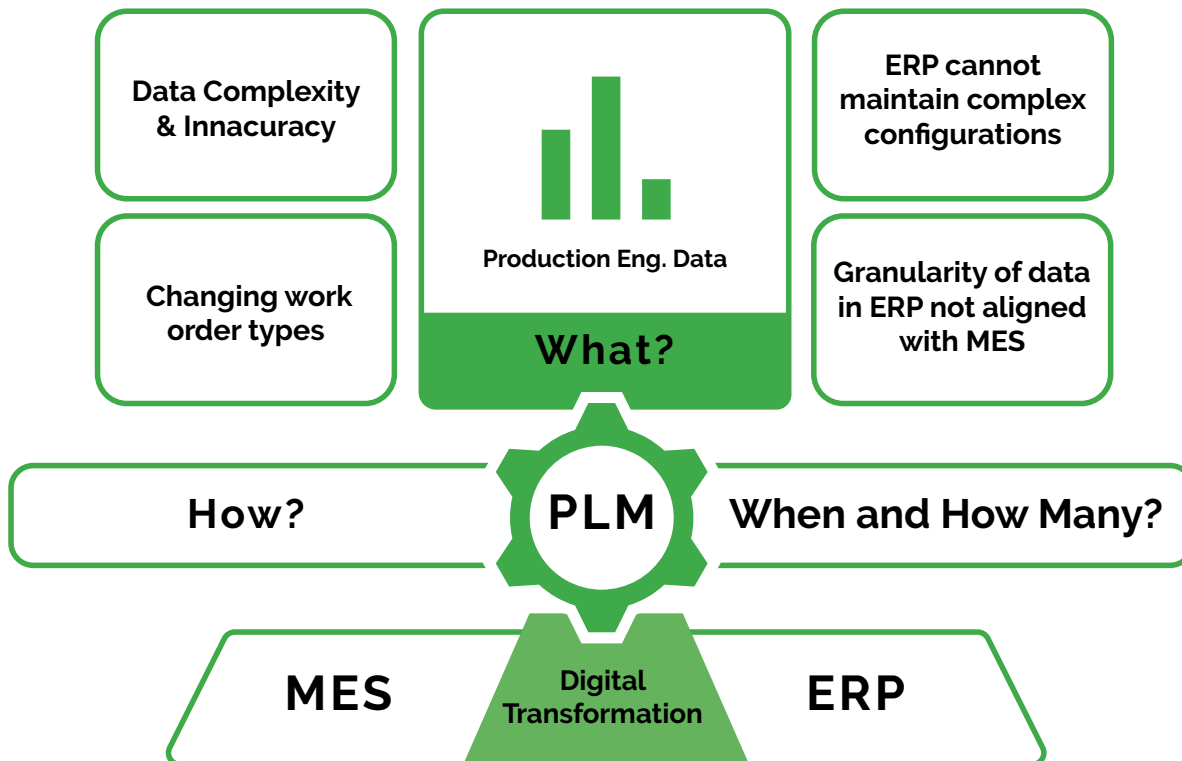 Data Complexity
& Innacuracy
Changing work
order types
Production Eng. Data
What?
ERP cannot
maintain complex
configurations
Granularity of data
in ERP not aligned
with MES
How?
PLM
When and How Many?
MES
Digital
Transformation
ERP